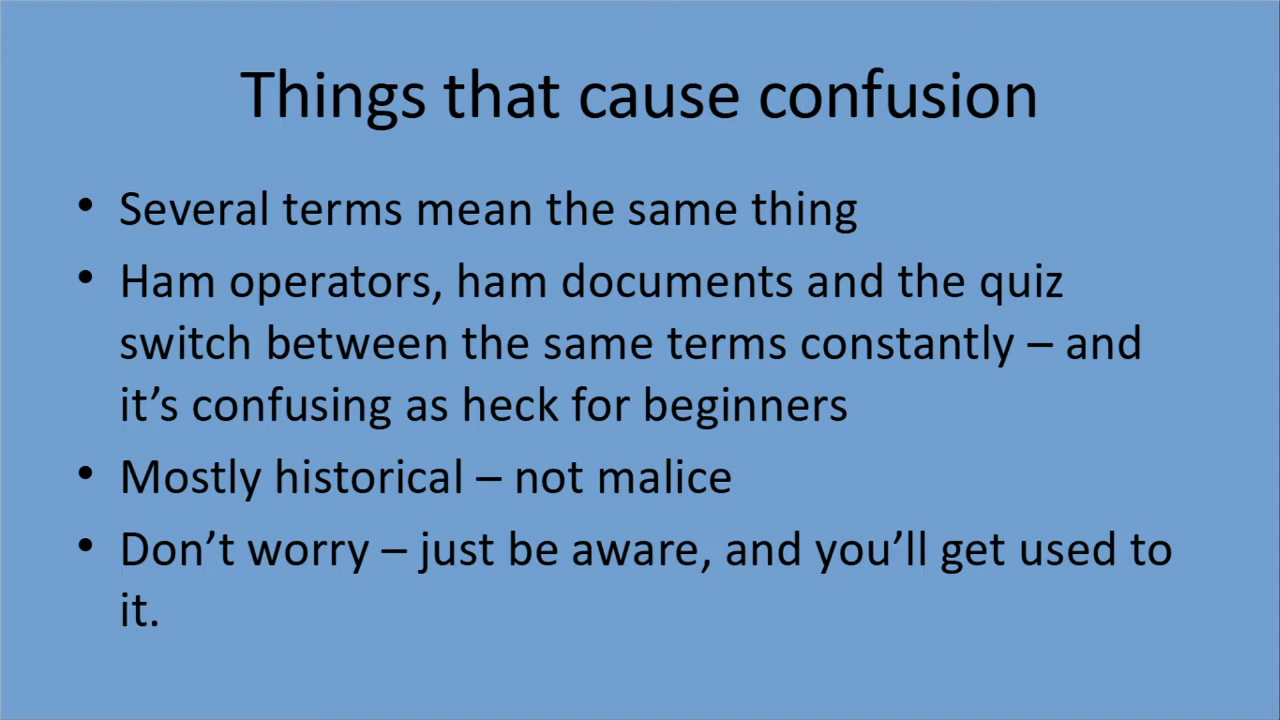 Things that cause confusion
• Several terms mean the same thing
• Ham operators, ham documents and the quiz
switch between the same terms constantly – and
it’s confusing as heck for beginners
• Mostly historical – not malice
• Don’t worry – just be aware, and you’ll get used to
it.